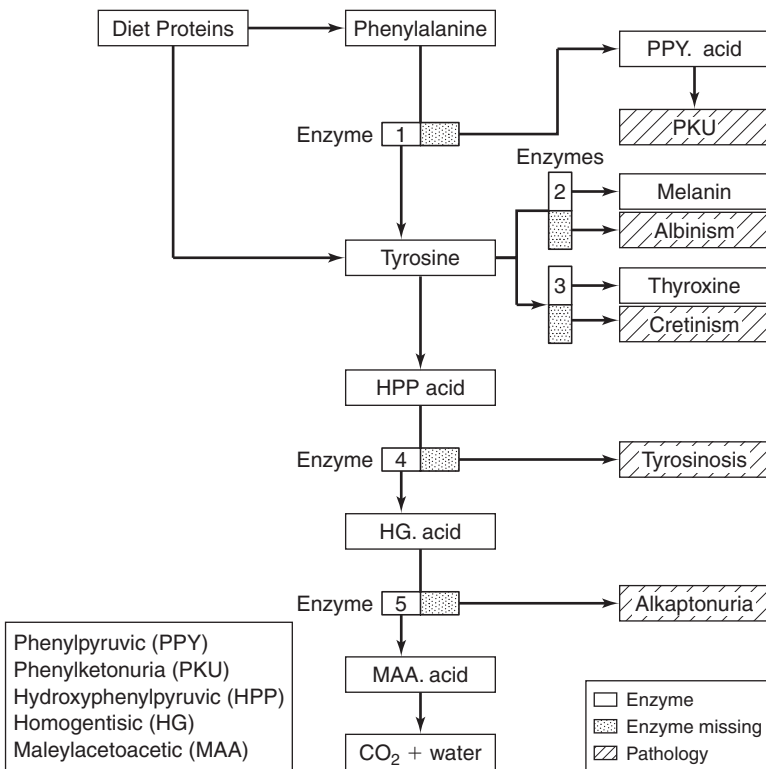 Diet Proteins
Phenylalanine
PPY. acid
PKU
Enzyme 1
Enzymes
2
Melanin
Albinism
Tyrosine
3
Thyroxine
Cretinism
HPP acid
Enzyme 4
Tyrosinosis
HG. acid
Enzyme 5
Alkaptonuria
MAA. acid
CO₂ + water
Phenylpyruvic (PPY)
Phenylketonuria (PKU)
Hydroxyphenylpyruvic (HPP)
Homogentisic (HG)
Maleylacetoacetic (MAA)
Enzyme
Enzyme missing
Pathology